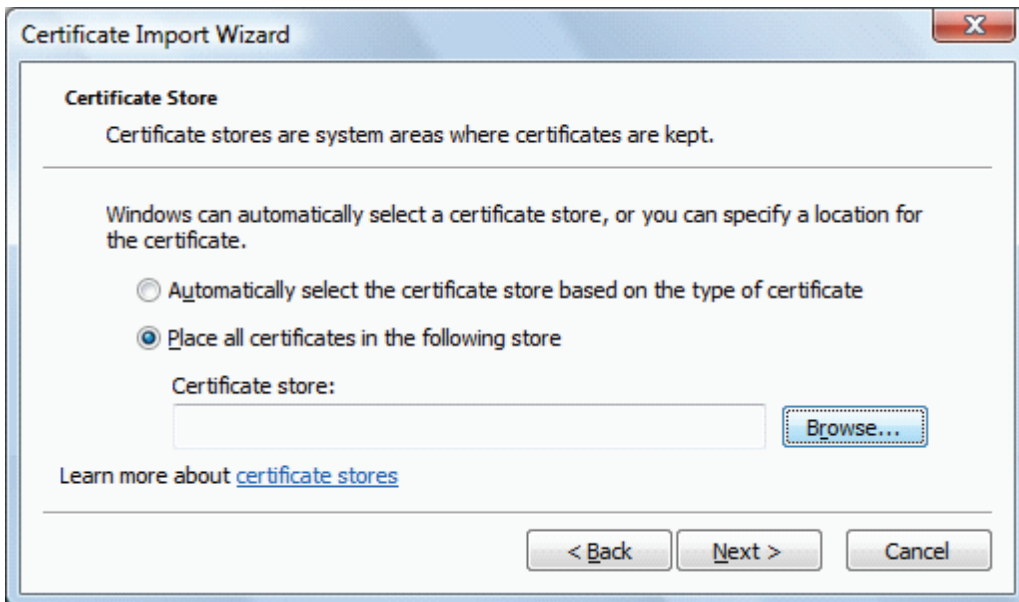 Certificate Import Wizard
Certificate Store
Certificate stores are system areas where certificates are kept.
Windows can automatically select a certificate store, or you can specify a location for
the certificate.
Automatically select the certificate store based on the type of certificate
Place all certificates in the following store
Certificate store:
Browse...
Learn more about certificate stores
< Back Next > Cancel